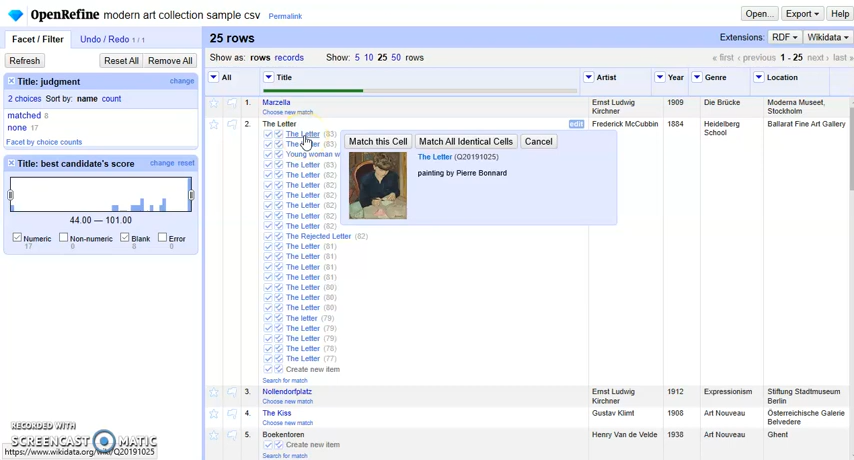 OpenRefine modern art collection sample csv Permalink
Open... Export Help
Facet / Filter Undo / Redo 1 / 1
Refresh Reset All Remove All
Title: judgment change
2 choices Sort by: name count
matched 8
none 17
Facet by choice counts
Title: best candidate's score change reset
44.00 — 101.00
Numeric 17 Non-numeric 0 Blank 8 Error 0
25 rows
Extensions: RDF Wikidata
Show as: rows records Show: 5 10 25 50 rows
« first ‹ previous 1 - 25 next › last »
All Title Artist Year Genre Location
1. Marzella Ernst Ludwig Kirchner 1909 Die Brücke Moderna Museet, Stockholm
Choose new match
2. The Letter edit Frederick McCubbin 1884 Heidelberg School Ballarat Fine Art Gallery
The Letter (83)
The Letter (83)
Young woman w
The Letter (83)
The Letter (82)
The Letter (82)
The Letter (82)
The Letter (82)
The Letter (82)
The Letter (82)
The Rejected Letter (82)
The Letter (81)
The Letter (81)
The Letter (81)
The Letter (81)
The Letter (80)
The Letter (80)
The Letter (80)
The letter (79)
The Letter (79)
The Letter (79)
The Letter (78)
The Letter (77)
Create new item
Search for match
Match this Cell Match All Identical Cells Cancel
The Letter (Q20191025)
painting by Pierre Bonnard
3. Nollendorfplatz Ernst Ludwig Kirchner 1912 Expressionism Stiftung Stadtmuseum Berlin
Choose new match
4. The Kiss Gustav Klimt 1908 Art Nouveau Österreichische Galerie Belvedere
Choose new match
5. Boekentoren Henry Van de Velde 1938 Art Nouveau Ghent
Create new item
Search for match
RECORDED WITH
SCREENCAST MATIC
https://www.wikidata.org/wiki/Q20191025